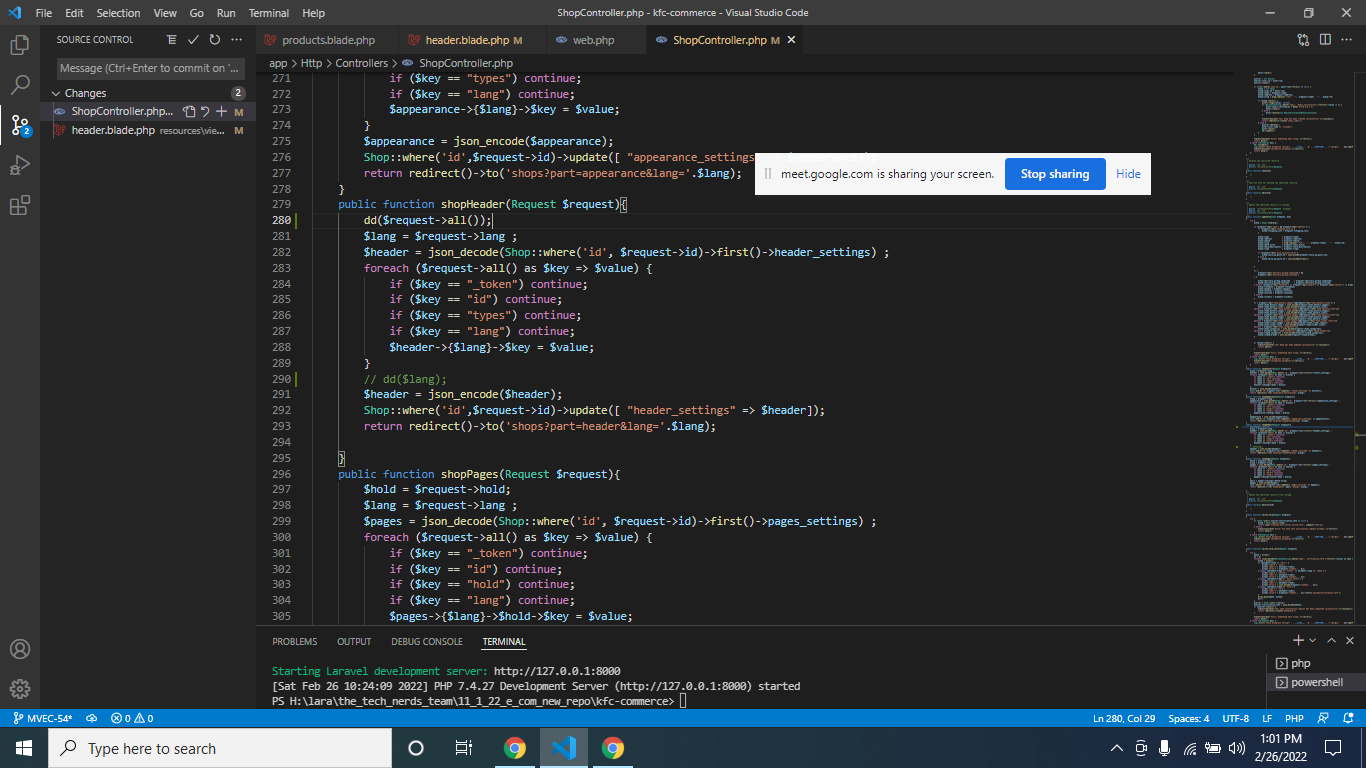 File Edit Selection View Go Run Terminal Help
ShopController.php - kfc-commerce - Visual Studio Code
SOURCE CONTROL
products.blade.php
header.blade.php M
web.php
ShopController.php M
app > Http > Controllers > ShopController.php
Message (Ctrl+Enter to commit on '...
Changes 2
ShopController.php... M
header.blade.php resources\vie... M
2
271 if ($key == "types") continue;
272 if ($key == "lang") continue;
273 $appearance->{$lang}->$key = $value;
274 }
275 $appearance = json_encode($appearance);
276 Shop::where('id',$request->id)->update([ "appearance_settings
277 return redirect()->to('shops?part=appearance&lang='.$lang);
278 }
meet.google.com is sharing your screen. Stop sharing Hide
279 public function shopHeader(Request $request){
280 dd($request->all());
281 $lang = $request->lang ;
282 $header = json_decode(Shop::where('id', $request->id)->first()->header_settings) ;
283 foreach ($request->all() as $key => $value) {
284 if ($key == "_token") continue;
285 if ($key == "id") continue;
286 if ($key == "types") continue;
287 if ($key == "lang") continue;
288 $header->{$lang}->$key = $value;
289 }
290 // dd($lang);
291 $header = json_encode($header);
292 Shop::where('id',$request->id)->update([ "header_settings" => $header]);
293 return redirect()->to('shops?part=header&lang='.$lang);
294
295 }
296 public function shopPages(Request $request){
297 $hold = $request->hold;
298 $lang = $request->lang ;
299 $pages = json_decode(Shop::where('id', $request->id)->first()->pages_settings) ;
300 foreach ($request->all() as $key => $value) {
301 if ($key == "_token") continue;
302 if ($key == "id") continue;
303 if ($key == "hold") continue;
304 if ($key == "lang") continue;
305 $pages->{$lang}->$hold->$key = $value;
PROBLEMS OUTPUT DEBUG CONSOLE TERMINAL
Starting Laravel development server: http://127.0.0.1:8000
[Sat Feb 26 10:24:09 2022] PHP 7.4.27 Development Server (http://127.0.0.1:8000) started
PS H:\lara\the_tech_nerds_team\11_1_22_e_com_new_repo\kfc-commerce>
php
powershell
MVEC-54* 0 0 Ln 280, Col 29 Spaces: 4 UTF-8 LF PHP
Type here to search
1:01 PM
2/26/2022